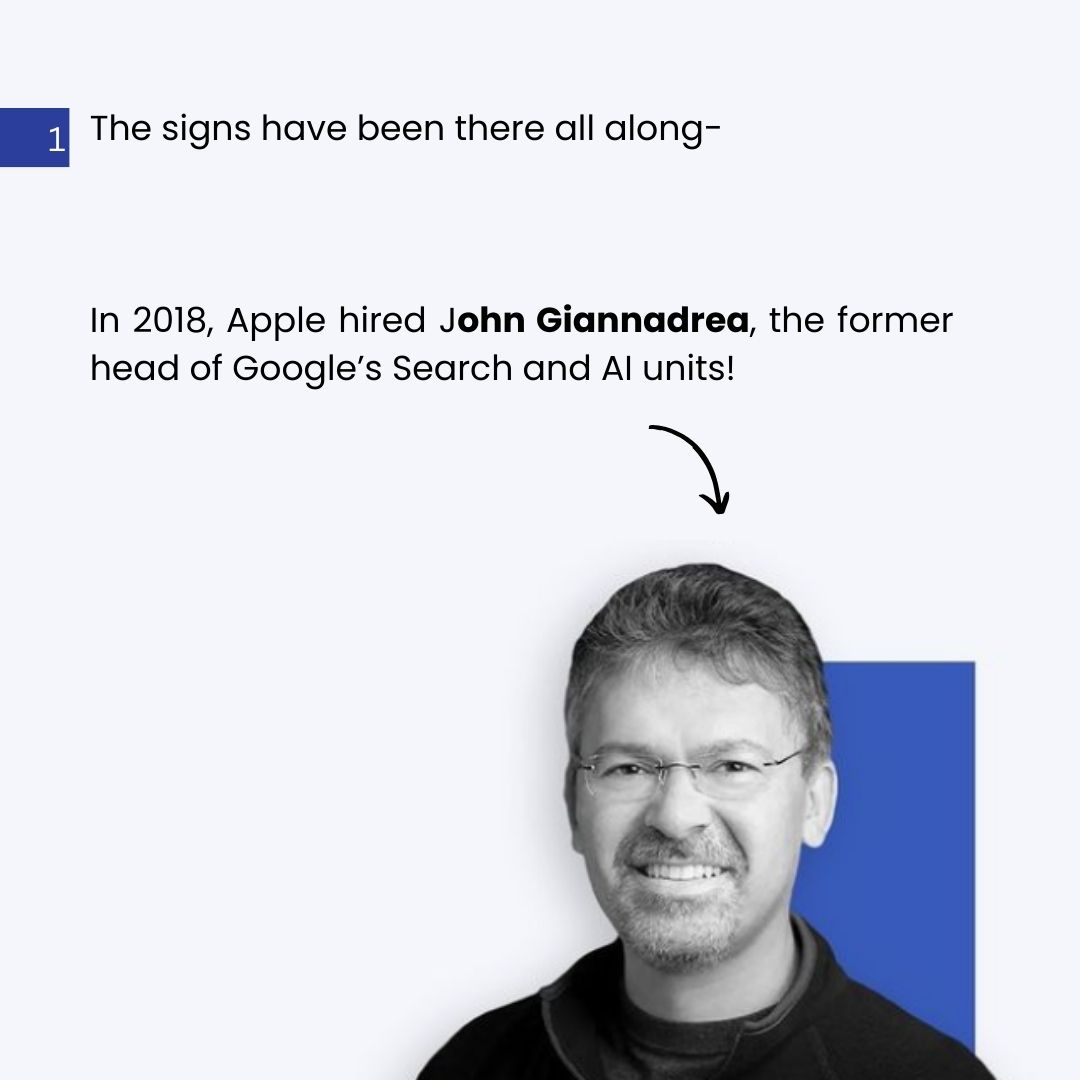 1
The signs have been there all along-
In 2018, Apple hired John Giannadrea, the former
head of Google’s Search and AI units!